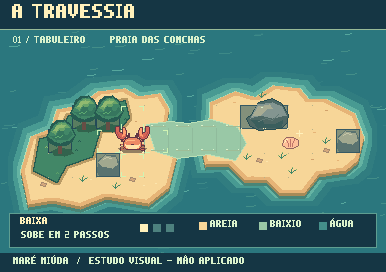 A TRAVESSIA
01 / TABULEIRO PRAIA DAS CONCHAS
BAIXA
SOBE EM 2 PASSOS
AREIA BAIXIO ÁGUA
MARÉ MIÚDA / ESTUDO VISUAL — NÃO APLICADO